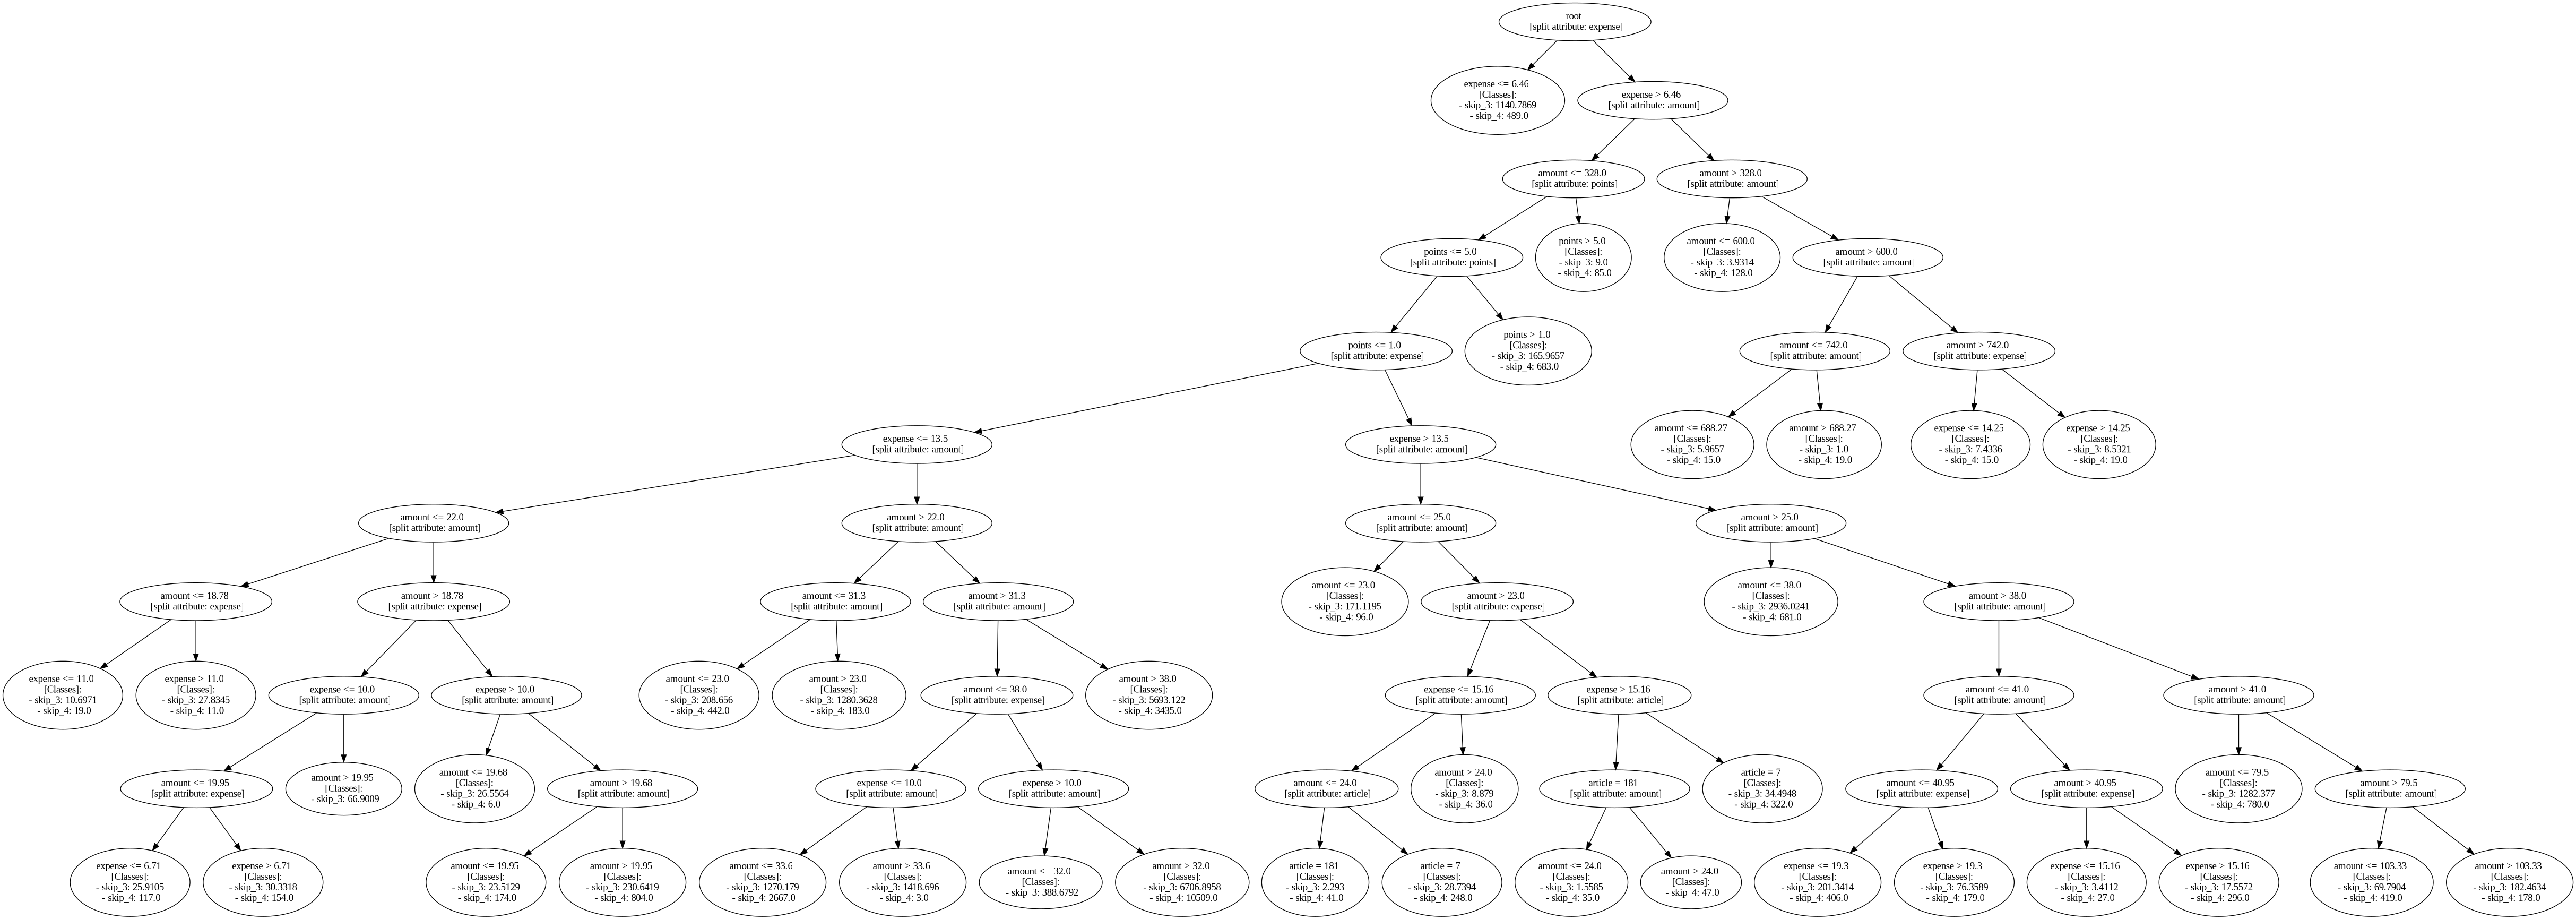 root
[split attribute: expense]
expense <= 6.46
[Classes]:
- skip_3: 1140.7869
- skip_4: 489.0
expense > 6.46
[split attribute: amount]
amount <= 328.0
[split attribute: points]
amount > 328.0
[split attribute: amount]
points <= 5.0
[split attribute: points]
points > 5.0
[Classes]:
- skip_3: 9.0
- skip_4: 85.0
amount <= 600.0
[Classes]:
- skip_3: 3.9314
- skip_4: 128.0
amount > 600.0
[split attribute: amount]
points <= 1.0
[split attribute: expense]
points > 1.0
[Classes]:
- skip_3: 165.9657
- skip_4: 683.0
amount <= 742.0
[split attribute: amount]
amount > 742.0
[split attribute: expense]
expense <= 13.5
[split attribute: amount]
expense > 13.5
[split attribute: amount]
amount <= 688.27
[Classes]:
- skip_3: 5.9657
- skip_4: 15.0
amount > 688.27
[Classes]:
- skip_3: 1.0
- skip_4: 19.0
expense <= 14.25
[Classes]:
- skip_3: 7.4336
- skip_4: 15.0
expense > 14.25
[Classes]:
- skip_3: 8.5321
- skip_4: 19.0
amount <= 22.0
[split attribute: amount]
amount > 22.0
[split attribute: amount]
amount <= 25.0
[split attribute: amount]
amount > 25.0
[split attribute: amount]
amount <= 18.78
[split attribute: expense]
amount > 18.78
[split attribute: expense]
amount <= 31.3
[split attribute: amount]
amount > 31.3
[split attribute: amount]
amount <= 23.0
[Classes]:
- skip_3: 171.1195
- skip_4: 96.0
amount > 23.0
[split attribute: expense]
amount <= 38.0
[Classes]:
- skip_3: 2936.0241
- skip_4: 681.0
amount > 38.0
[split attribute: amount]
expense <= 11.0
[Classes]:
- skip_3: 10.6971
- skip_4: 19.0
expense > 11.0
[Classes]:
- skip_3: 27.8345
- skip_4: 11.0
expense <= 10.0
[split attribute: amount]
expense > 10.0
[split attribute: amount]
amount <= 23.0
[Classes]:
- skip_3: 208.656
- skip_4: 442.0
amount > 23.0
[Classes]:
- skip_3: 1280.3628
- skip_4: 183.0
amount <= 38.0
[split attribute: expense]
amount > 38.0
[Classes]:
- skip_3: 5693.122
- skip_4: 3435.0
expense <= 15.16
[split attribute: amount]
expense > 15.16
[split attribute: article]
amount <= 41.0
[split attribute: amount]
amount > 41.0
[split attribute: amount]
amount <= 19.95
[split attribute: expense]
amount > 19.95
[Classes]:
- skip_3: 66.9009
amount <= 19.68
[Classes]:
- skip_3: 26.5564
- skip_4: 6.0
amount > 19.68
[split attribute: amount]
expense <= 10.0
[split attribute: amount]
expense > 10.0
[split attribute: amount]
amount <= 24.0
[split attribute: article]
amount > 24.0
[Classes]:
- skip_3: 8.879
- skip_4: 36.0
article = 181
[split attribute: amount]
article = 7
[Classes]:
- skip_3: 34.4948
- skip_4: 322.0
amount <= 40.95
[split attribute: expense]
amount > 40.95
[split attribute: expense]
amount <= 79.5
[Classes]:
- skip_3: 1282.377
- skip_4: 780.0
amount > 79.5
[split attribute: amount]
expense <= 6.71
[Classes]:
- skip_3: 25.9105
- skip_4: 117.0
expense > 6.71
[Classes]:
- skip_3: 30.3318
- skip_4: 154.0
amount <= 19.95
[Classes]:
- skip_3: 23.5129
- skip_4: 174.0
amount > 19.95
[Classes]:
- skip_3: 230.6419
- skip_4: 804.0
amount <= 33.6
[Classes]:
- skip_3: 1270.179
- skip_4: 2667.0
amount > 33.6
[Classes]:
- skip_3: 1418.696
- skip_4: 3.0
amount <= 32.0
[Classes]:
- skip_3: 388.6792
amount > 32.0
[Classes]:
- skip_3: 6706.8958
- skip_4: 10509.0
article = 181
[Classes]:
- skip_3: 2.293
- skip_4: 41.0
article = 7
[Classes]:
- skip_3: 28.7394
- skip_4: 248.0
amount <= 24.0
[Classes]:
- skip_3: 1.5585
- skip_4: 35.0
amount > 24.0
[Classes]:
- skip_4: 47.0
expense <= 19.3
[Classes]:
- skip_3: 201.3414
- skip_4: 406.0
expense > 19.3
[Classes]:
- skip_3: 76.3589
- skip_4: 179.0
expense <= 15.16
[Classes]:
- skip_3: 3.4112
- skip_4: 27.0
expense > 15.16
[Classes]:
- skip_3: 17.5572
- skip_4: 296.0
amount <= 103.33
[Classes]:
- skip_3: 69.7904
- skip_4: 419.0
amount > 103.33
[Classes]:
- skip_3: 182.4634
- skip_4: 178.0